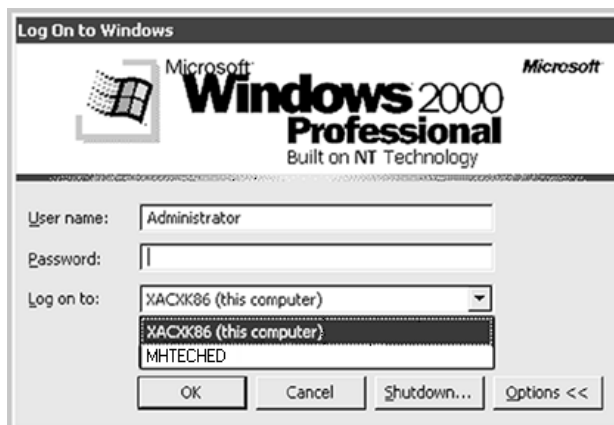 Log On to Windows
Microsoft
Microsoft
Windows 2000
Professional
Built on NT Technology
User name: Administrator
Password:
Log on to: XACXK86 (this computer)
XACXK86 (this computer)
MHTECHED
OK Cancel Shutdown... Options <<